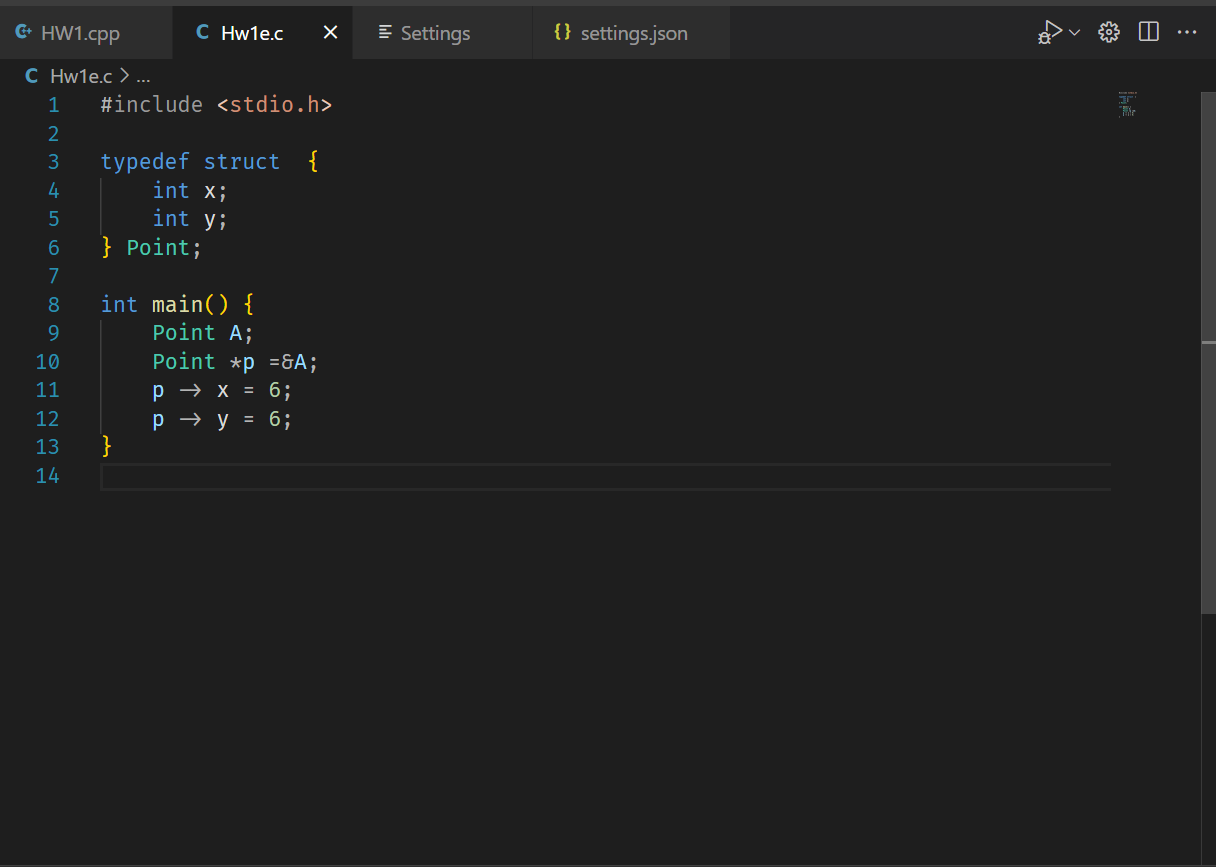 HW1.cpp Hw1e.c Settings settings.json
Hw1e.c > ...
1 #include <stdio.h>
2
3 typedef struct  {
4     int x;
5     int y;
6 } Point;
7
8 int main() {
9     Point A;
10     Point *p =&A;
11     p -> x = 6;
12     p -> y = 6;
13 }
14